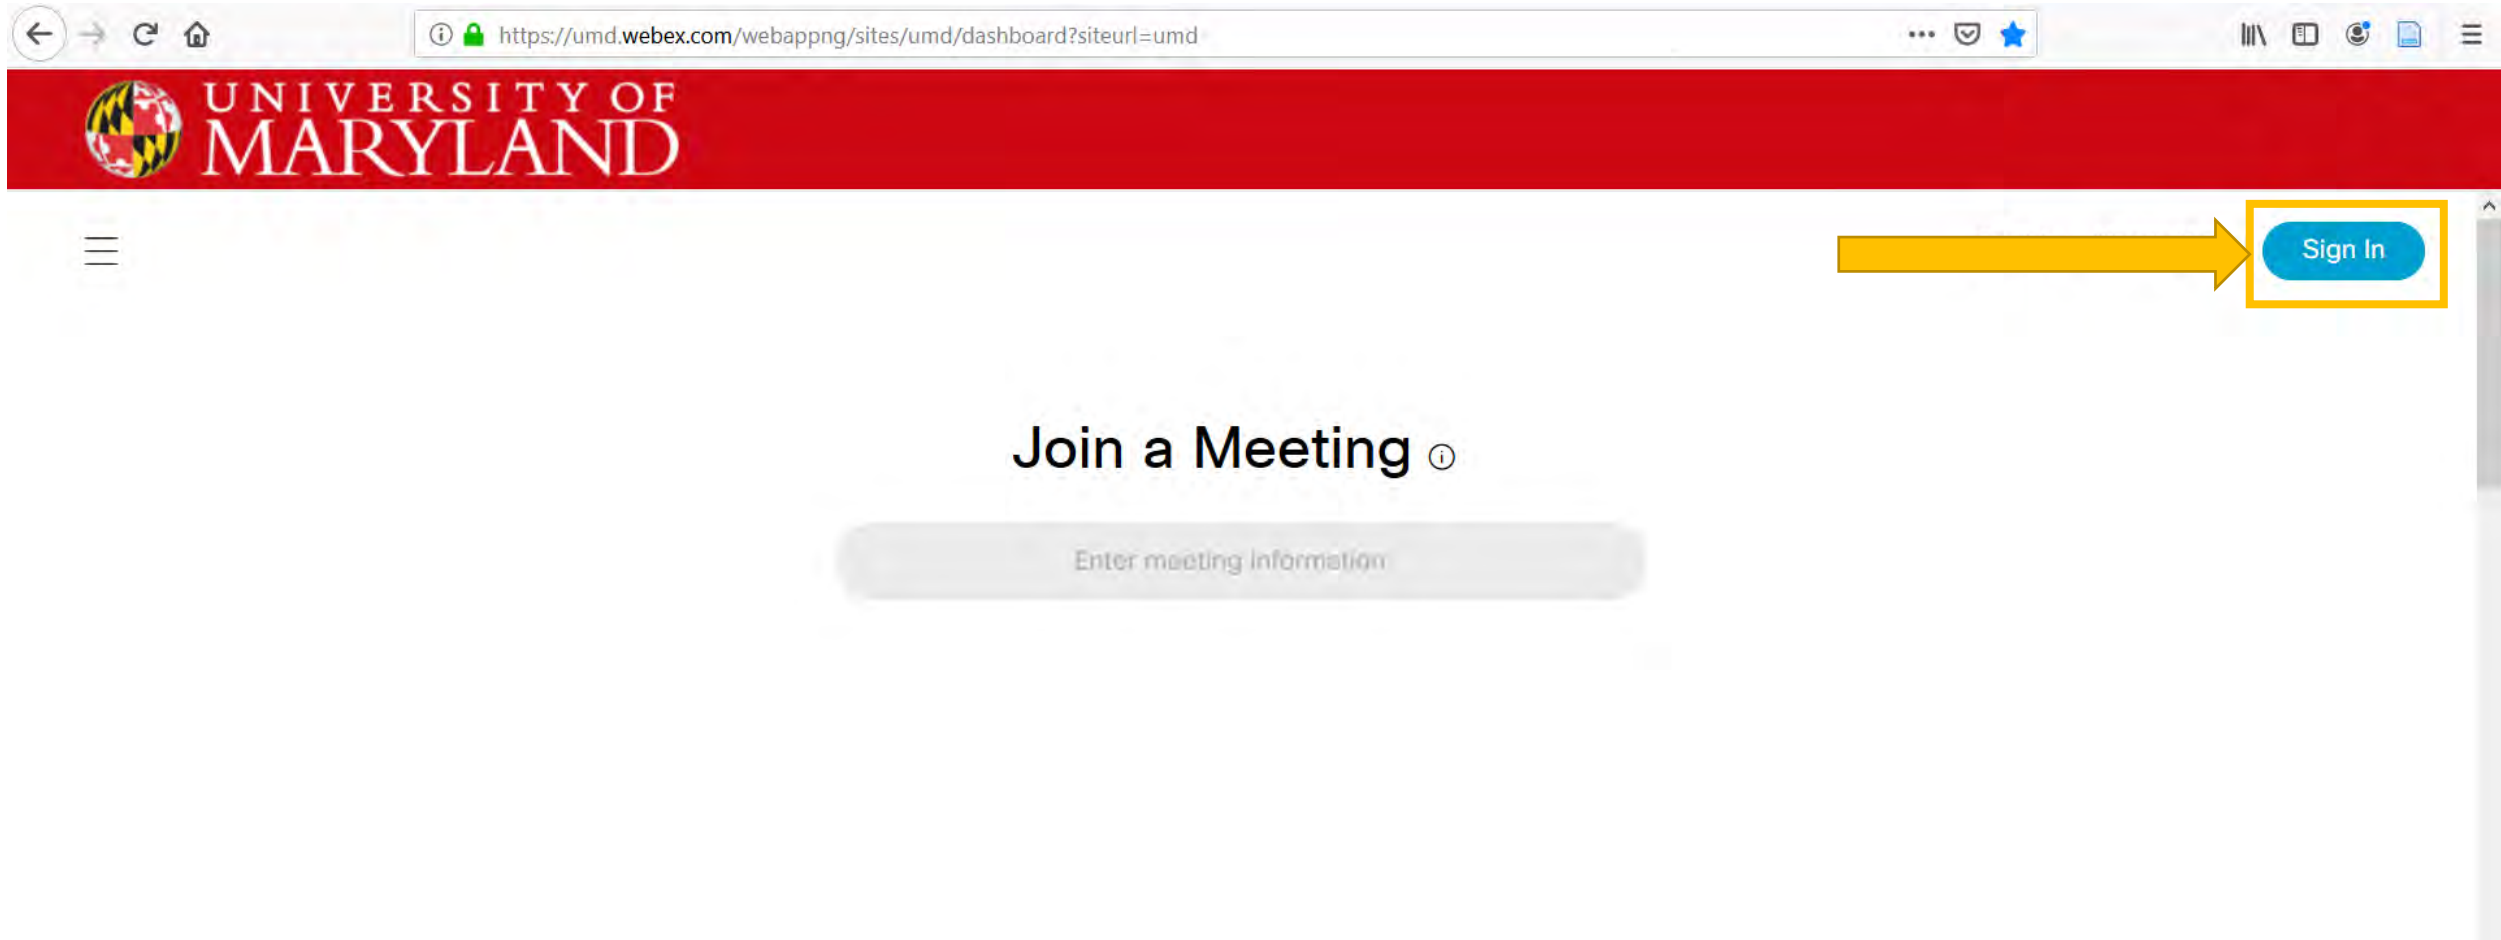 https://umd.webex.com/webappng/sites/umd/dashboard?siteurl=umd
UNIVERSITY OF
MARYLAND
Sign In
Join a Meeting
Enter meeting information